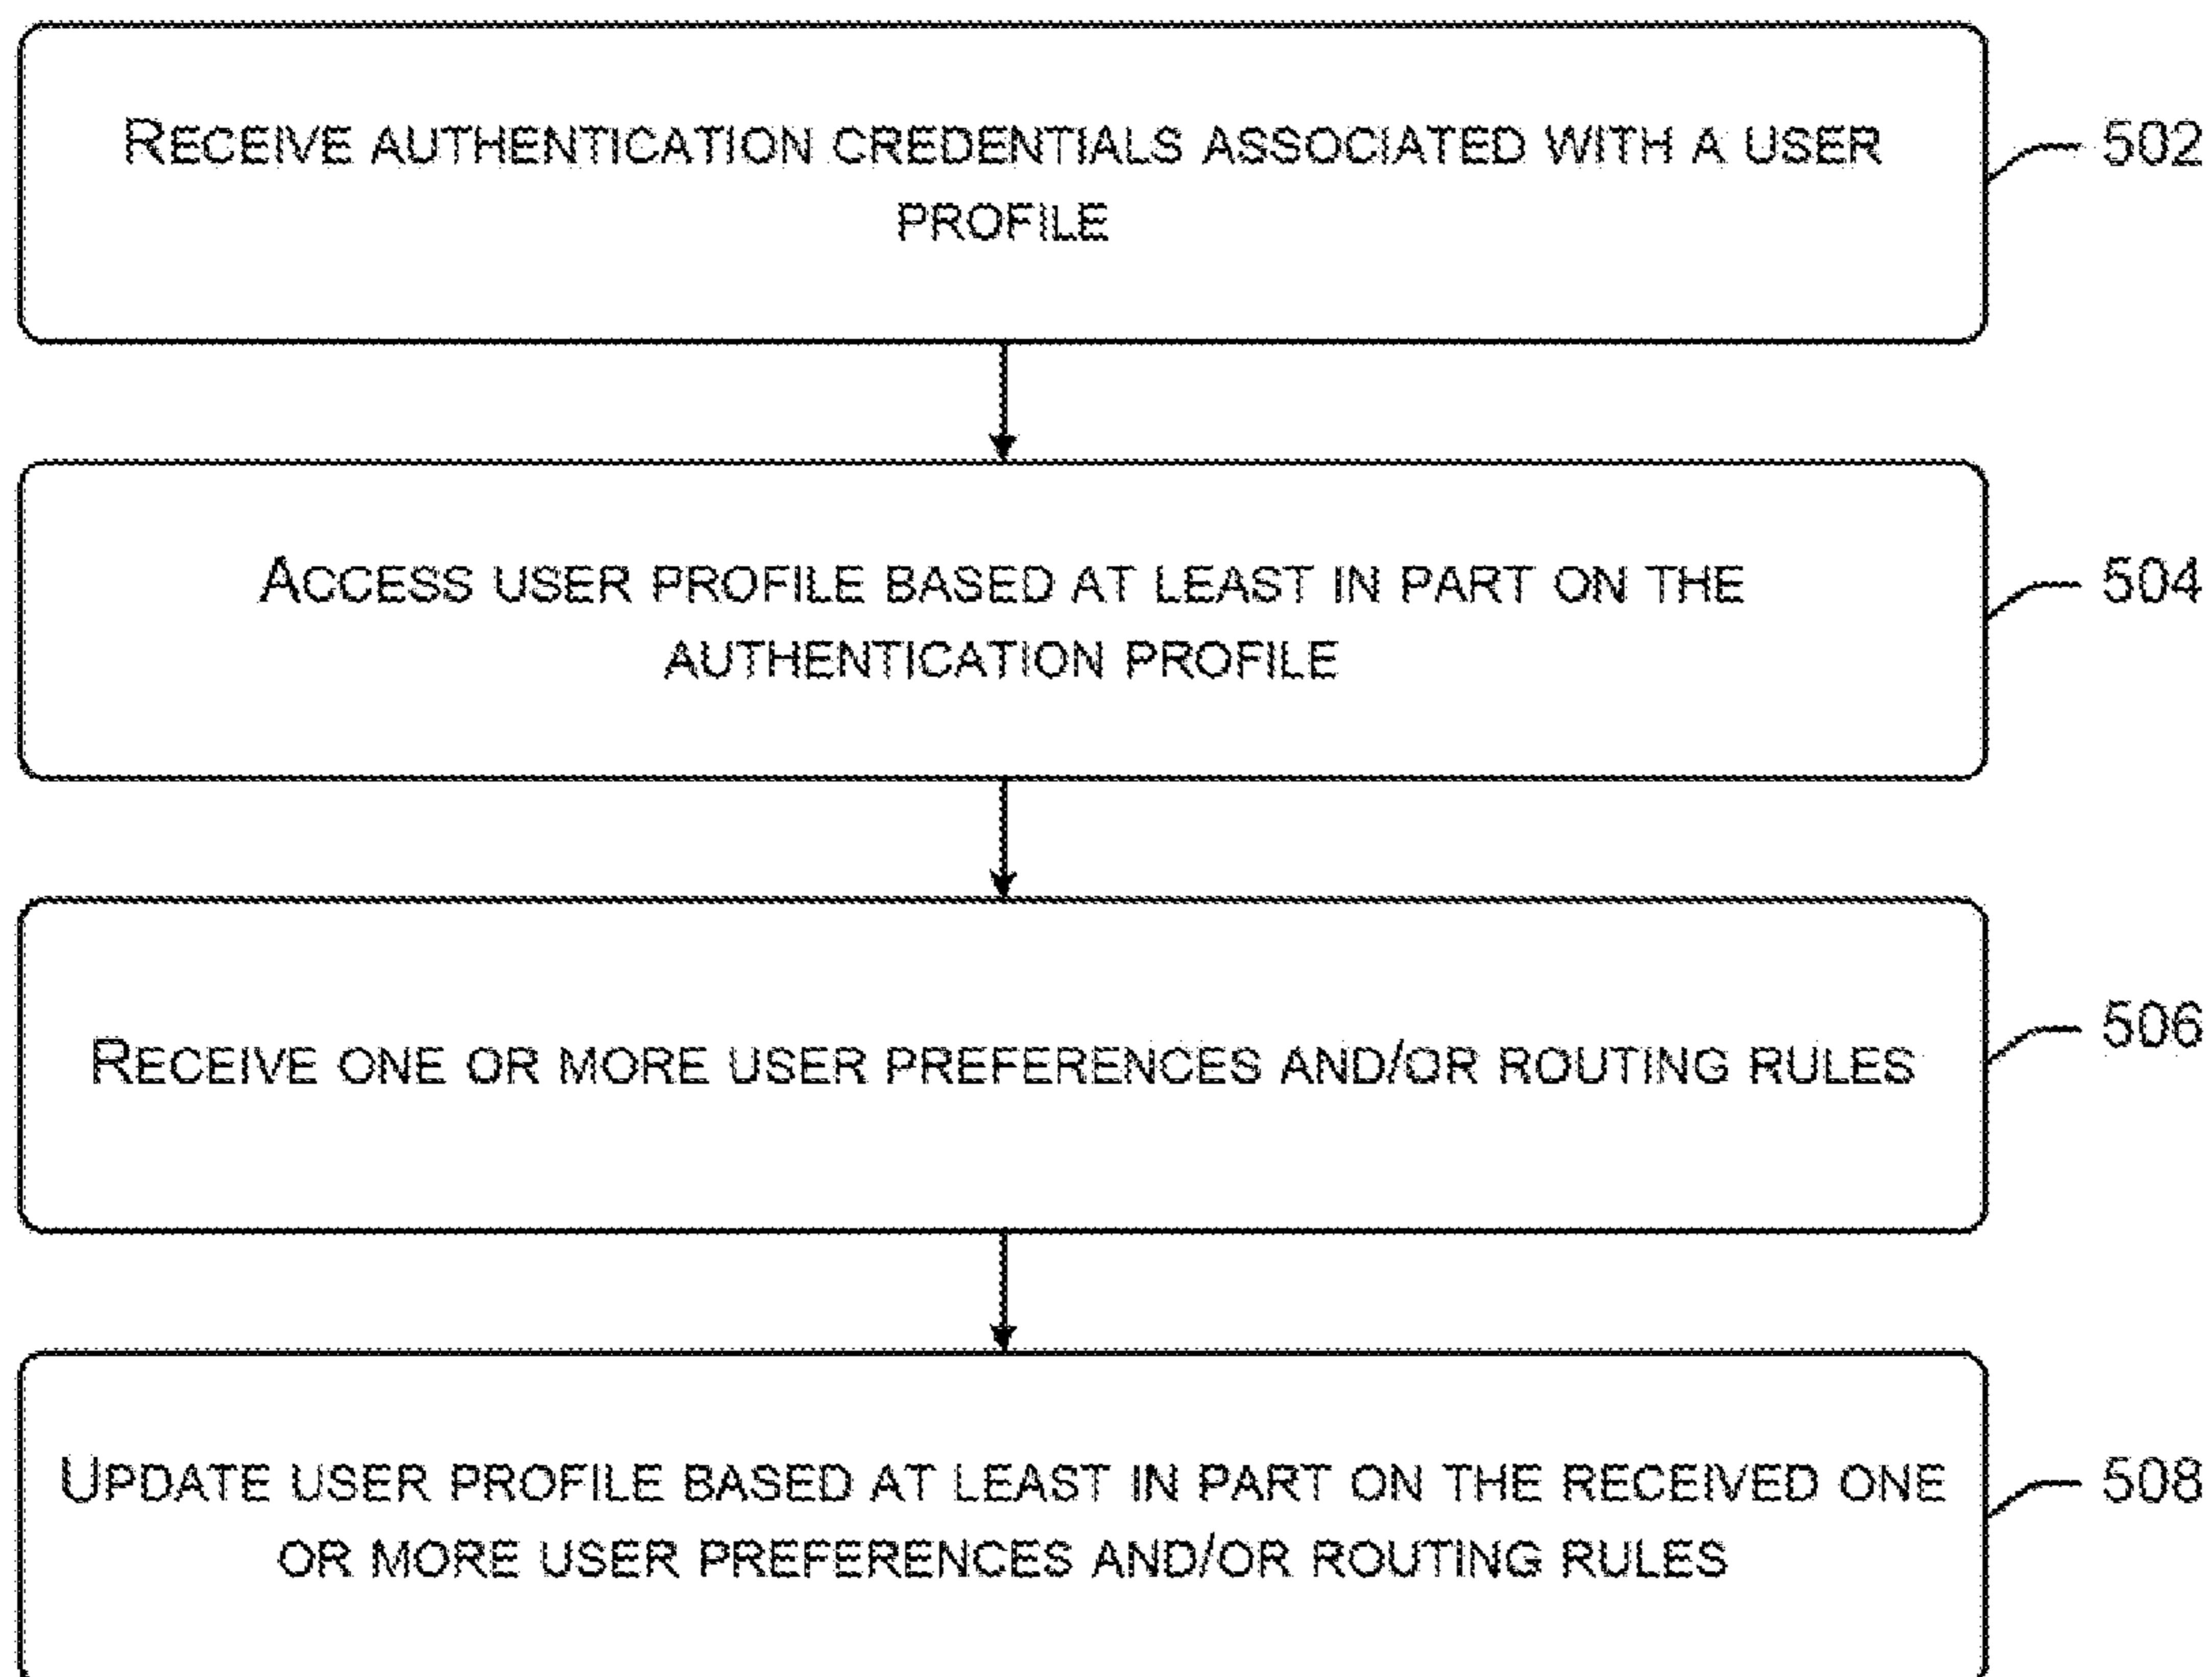 RECEIVE AUTHENTICATION CREDENTIALS ASSOCIATED WITH A USER
PROFILE
502
ACCESS USER PROFILE BASED AT LEAST IN PART ON THE
AUTHENTICATION PROFILE
504
RECEIVE ONE OR MORE USER PREFERENCES AND/OR ROUTING RULES
506
UPDATE USER PROFILE BASED AT LEAST IN PART ON THE RECEIVED ONE
OR MORE USER PREFERENCES AND/OR ROUTING RULES
508